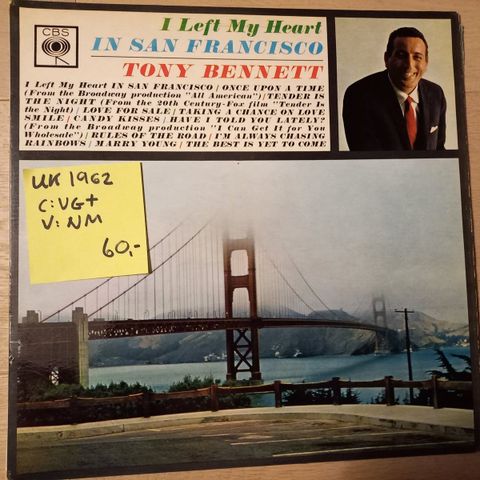 CBS
I Left My Heart
IN SAN FRANCISCO
TONY BENNETT
I Left My Heart IN SAN FRANCISCO | ONCE UPON A TIME
(From the Broadway production "All American") | TENDER IS
THE NIGHT (From the 20th Century-Fox film "Tender Is
the Night) | LOVE FOR SALE | TAKING A CHANCE ON LOVE
SMILE | CANDY KISSES | HAVE I TOLD YOU LATELY?
(From the Broadway production "I Can Get It for You
Wholesale") | RULES OF THE ROAD | I'M ALWAYS CHASING
RAINBOWS | MARRY YOUNG | THE BEST IS YET TO COME
UK 1962
C: VG+
V: NM
60,-